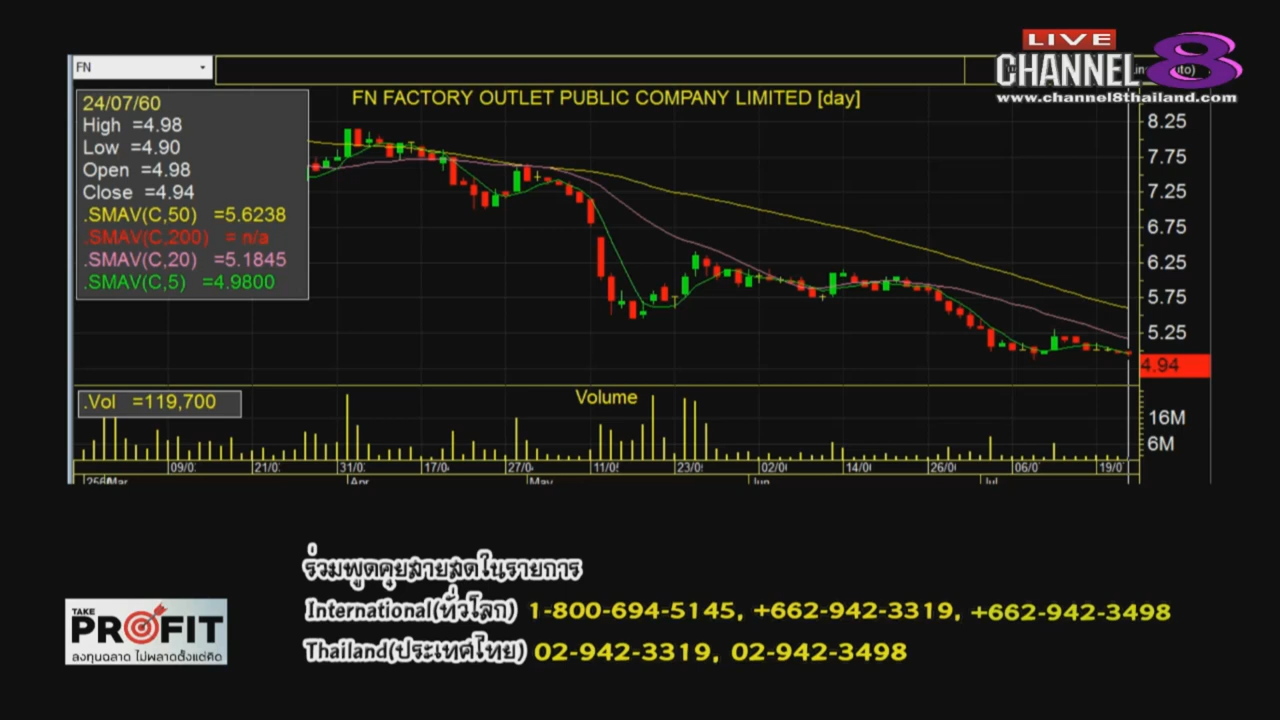 LIVE
CHANNEL 8
www.channel8thailand.com
FN
FN FACTORY OUTLET PUBLIC COMPANY LIMITED [day]
24/07/60
High =4.98
Low =4.90
Open =4.98
Close =4.94
.SMAV(C,50) =5.6238
.SMAV(C,200) = n/a
.SMAV(C,20) =5.1845
.SMAV(C,5) =4.9800
8.25
7.75
7.25
6.75
6.25
5.75
5.25
4.94
.Vol =119,700
Volume
16M
6M
09/0 21/0 31/0 17/0 27/0 11/0 23/0 02/0 14/0 26/0 06/0 19/0
Mar Apr May Jun Jul
ร่วมพูดคุยสายสดในรายการ
International(ทั่วโลก) 1-800-694-5145, +662-942-3319, +662-942-3498
Thailand(ประเทศไทย) 02-942-3319, 02-942-3498
TAKE
PROFIT
ลงทุนฉลาด ไม่พลาดตั้งแต่คิด